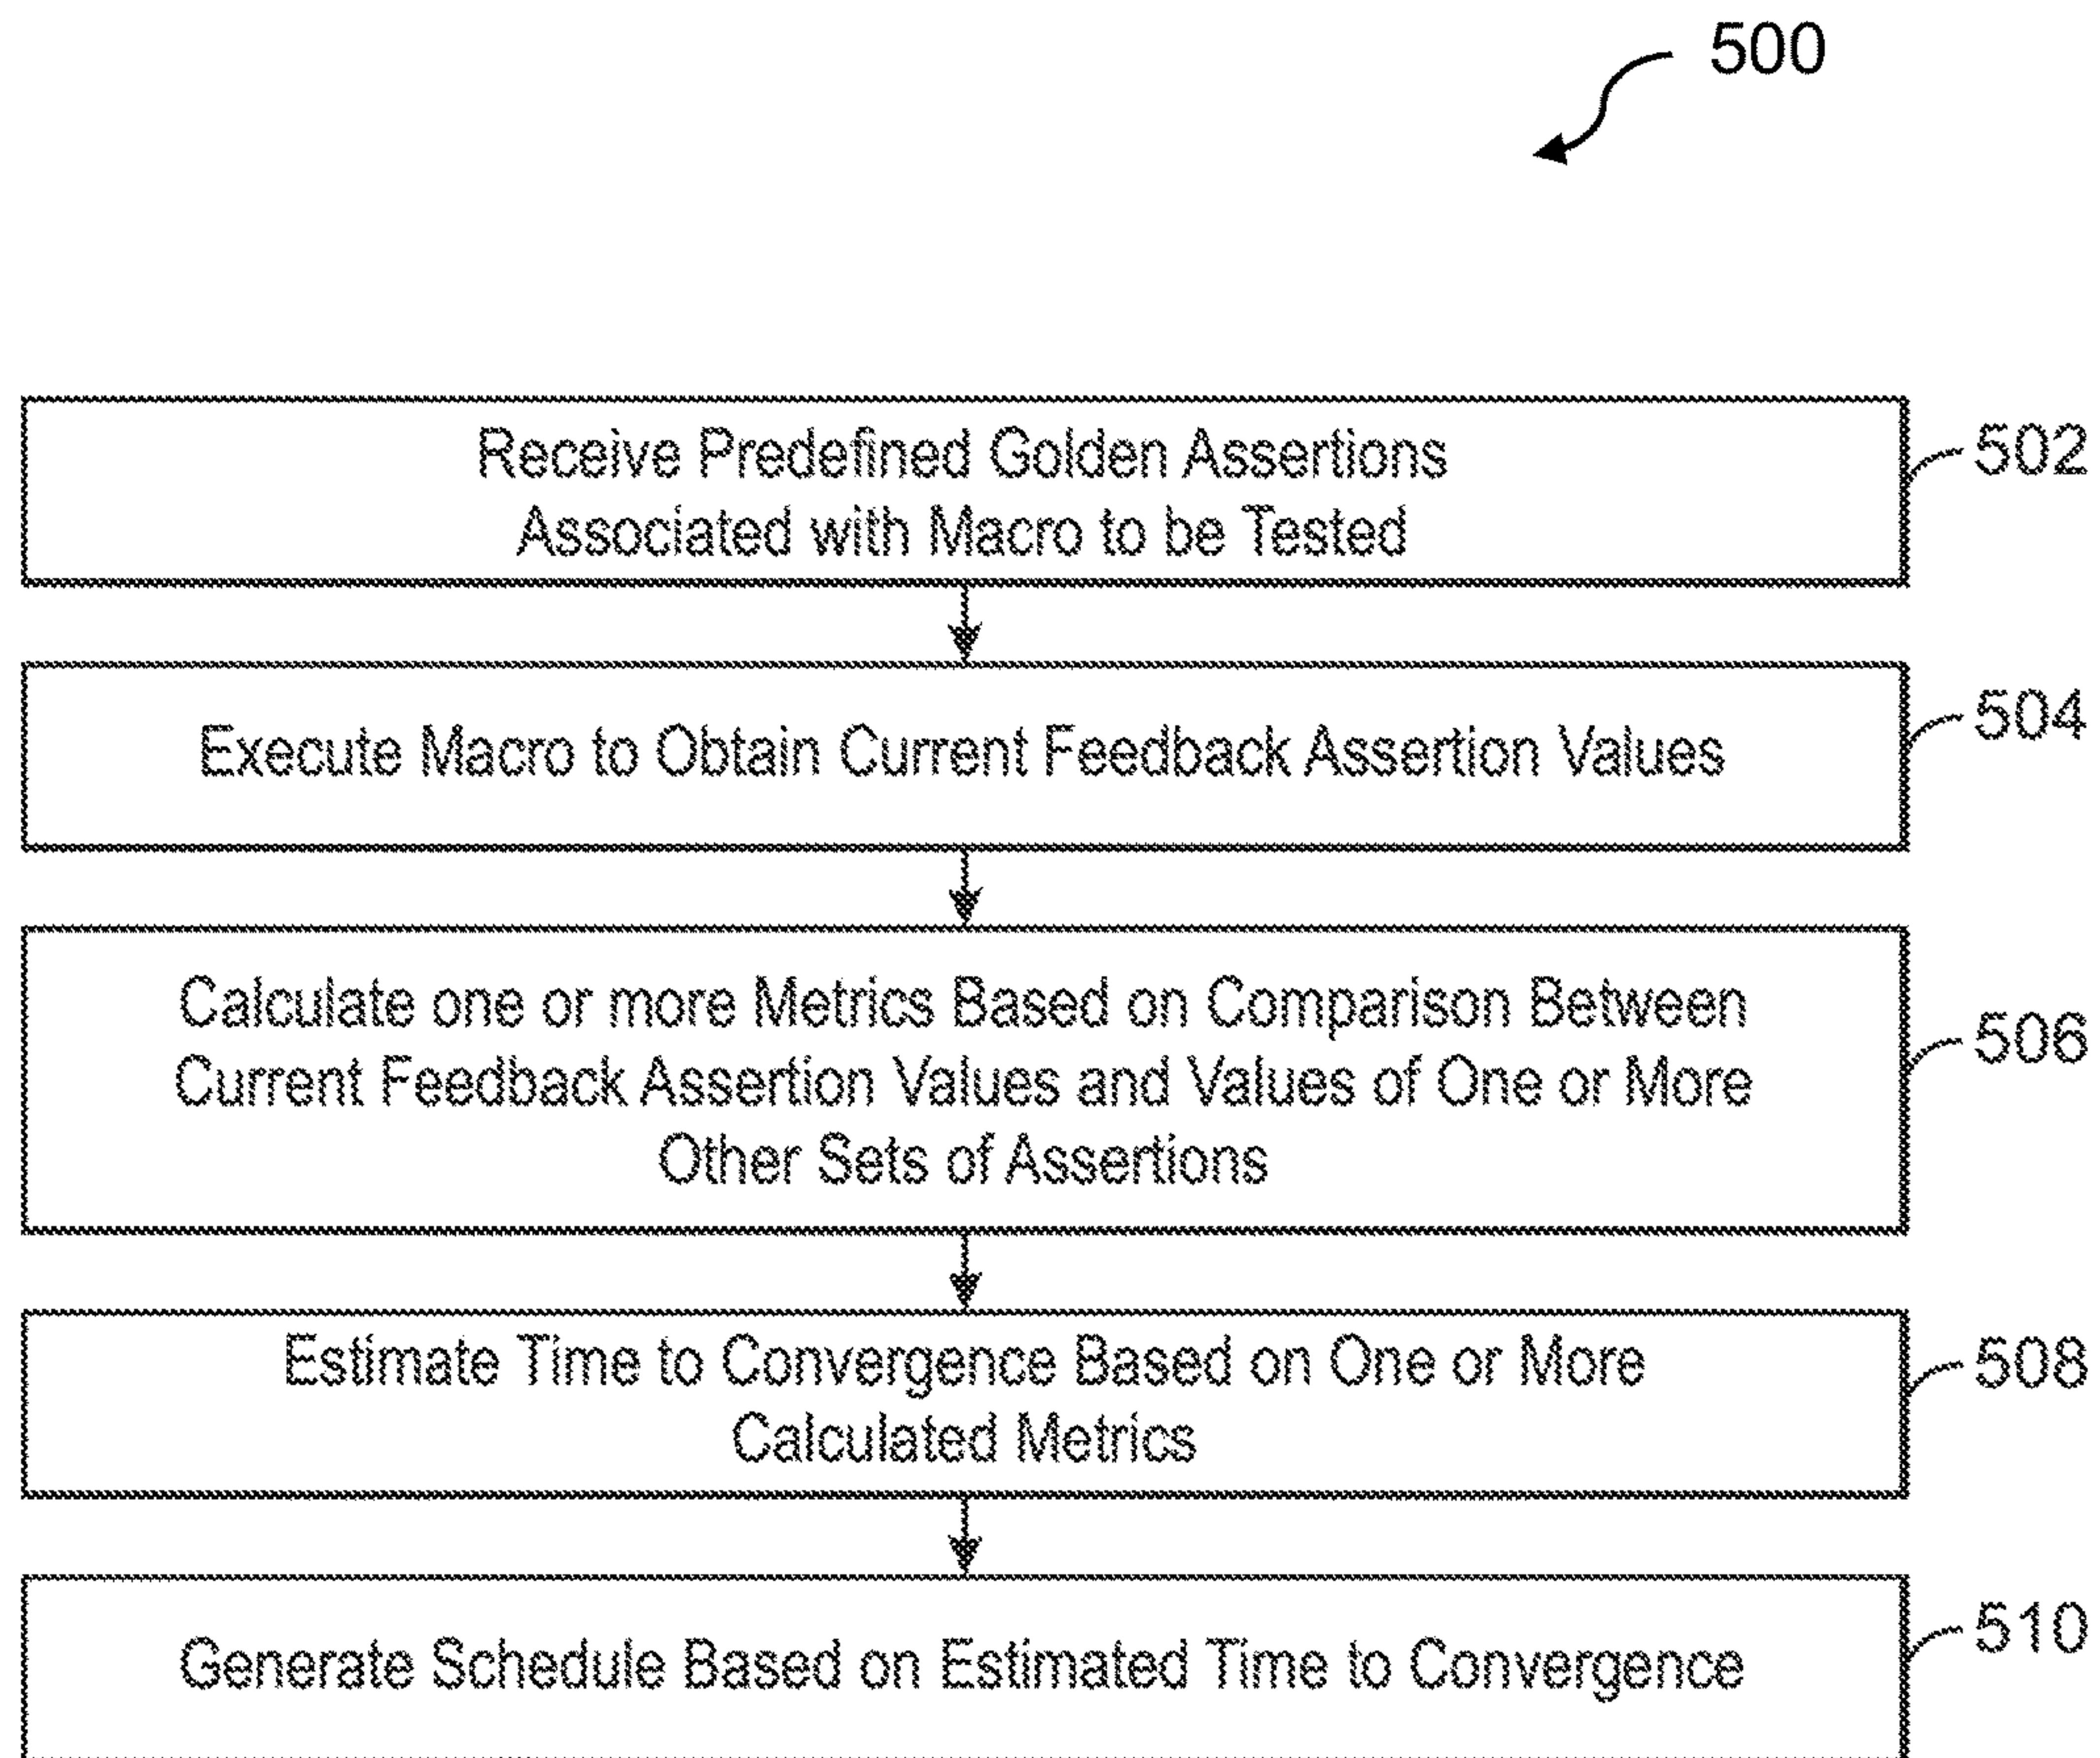 500
Receive Predefined Golden Assertions
Associated with Macro to be Tested
502
Execute Macro to Obtain Current Feedback Assertion Values
504
Calculate one or more Metrics Based on Comparison Between
Current Feedback Assertion Values and Values of One or More
Other Sets of Assertions
506
Estimate Time to Convergence Based on One or More
Calculated Metrics
508
Generate Schedule Based on Estimated Time to Convergence
510